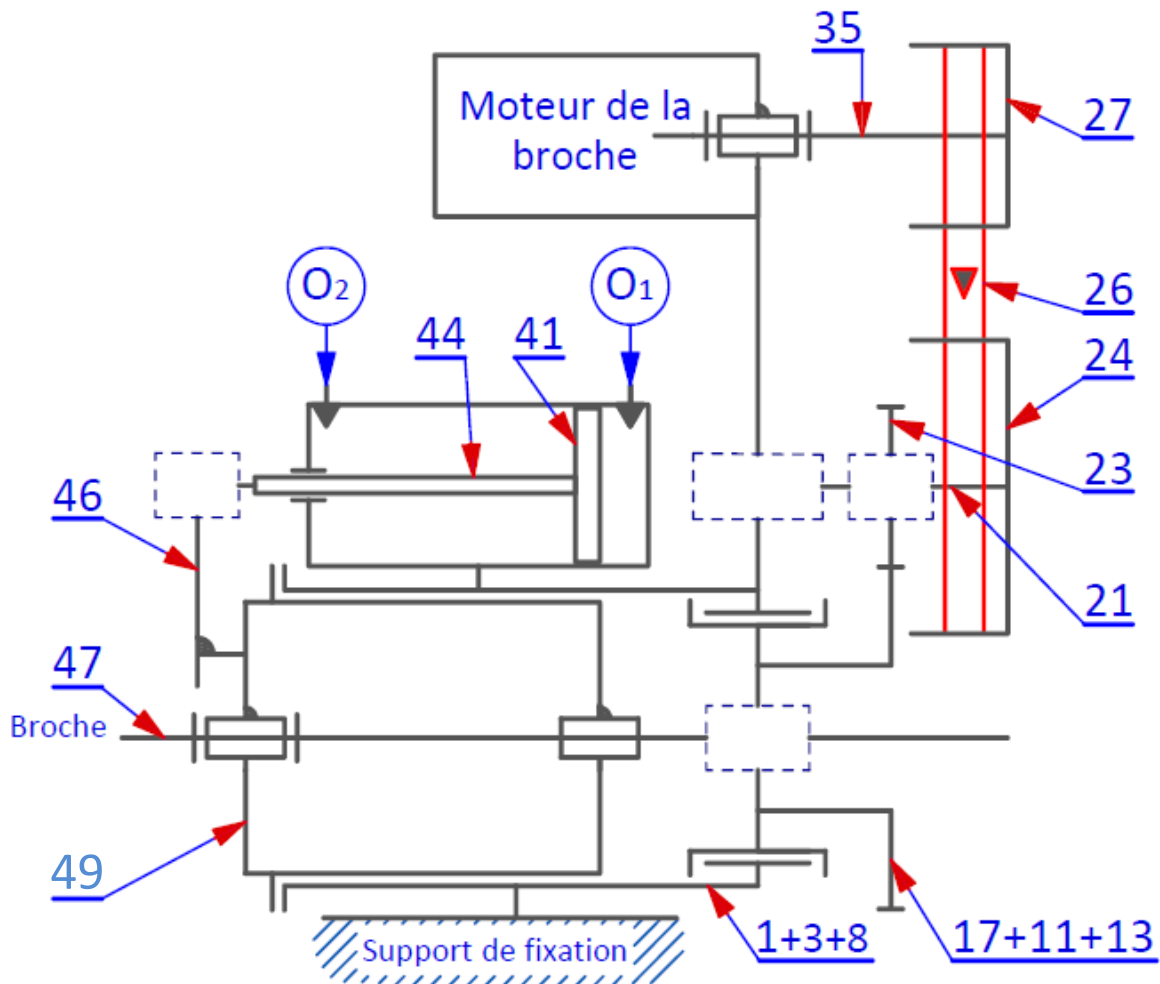 35
Moteur de la
broche
27
O2
O1
26
44
41
24
46
23
47
21
Broche
49
Support de fixation
1+3+8
17+11+13